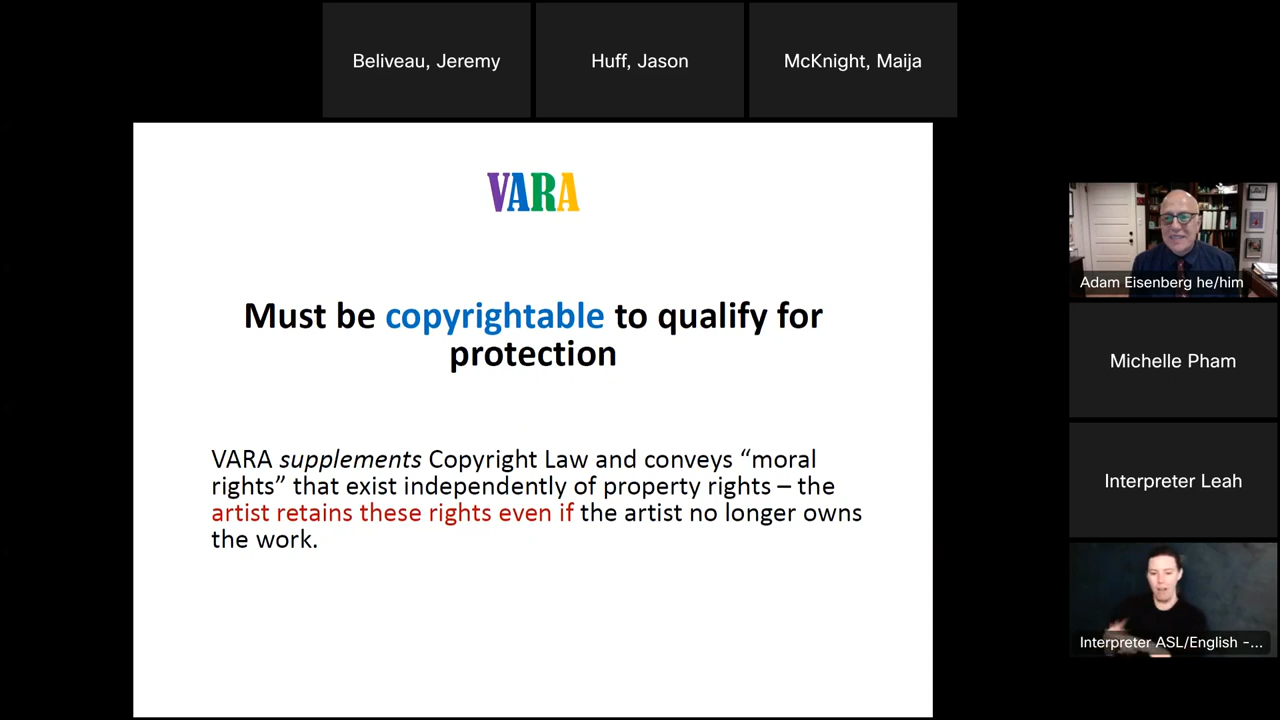 Beliveau, Jeremy
Huff, Jason
McKnight, Maija
VARA
Must be copyrightable to qualify for
protection
VARA supplements Copyright Law and conveys “moral
rights” that exist independently of property rights – the
artist retains these rights even if the artist no longer owns
the work.
Adam Eisenberg he/him
Michelle Pham
Interpreter Leah
Interpreter ASL/English -...